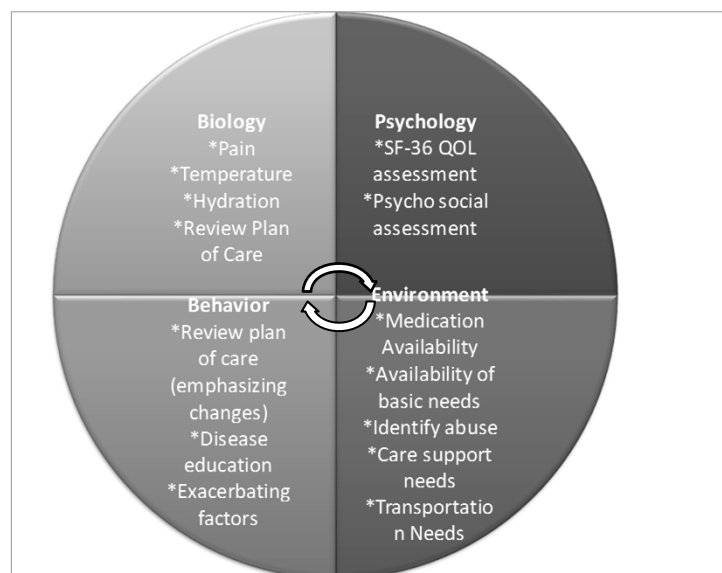 Biology
*Pain
*Temperature
*Hydration
*Review Plan
of Care
Psychology
*SF-36 QOL
assessment
*Psycho social
assessment
Behavior
*Review plan
of care
(emphasizing
changes)
*Disease
education
*Exacerbating
factors
Environment
*Medication
Availability
*Availability of
basic needs
*Identify abuse
*Care support
needs
*Transportatio
n Needs